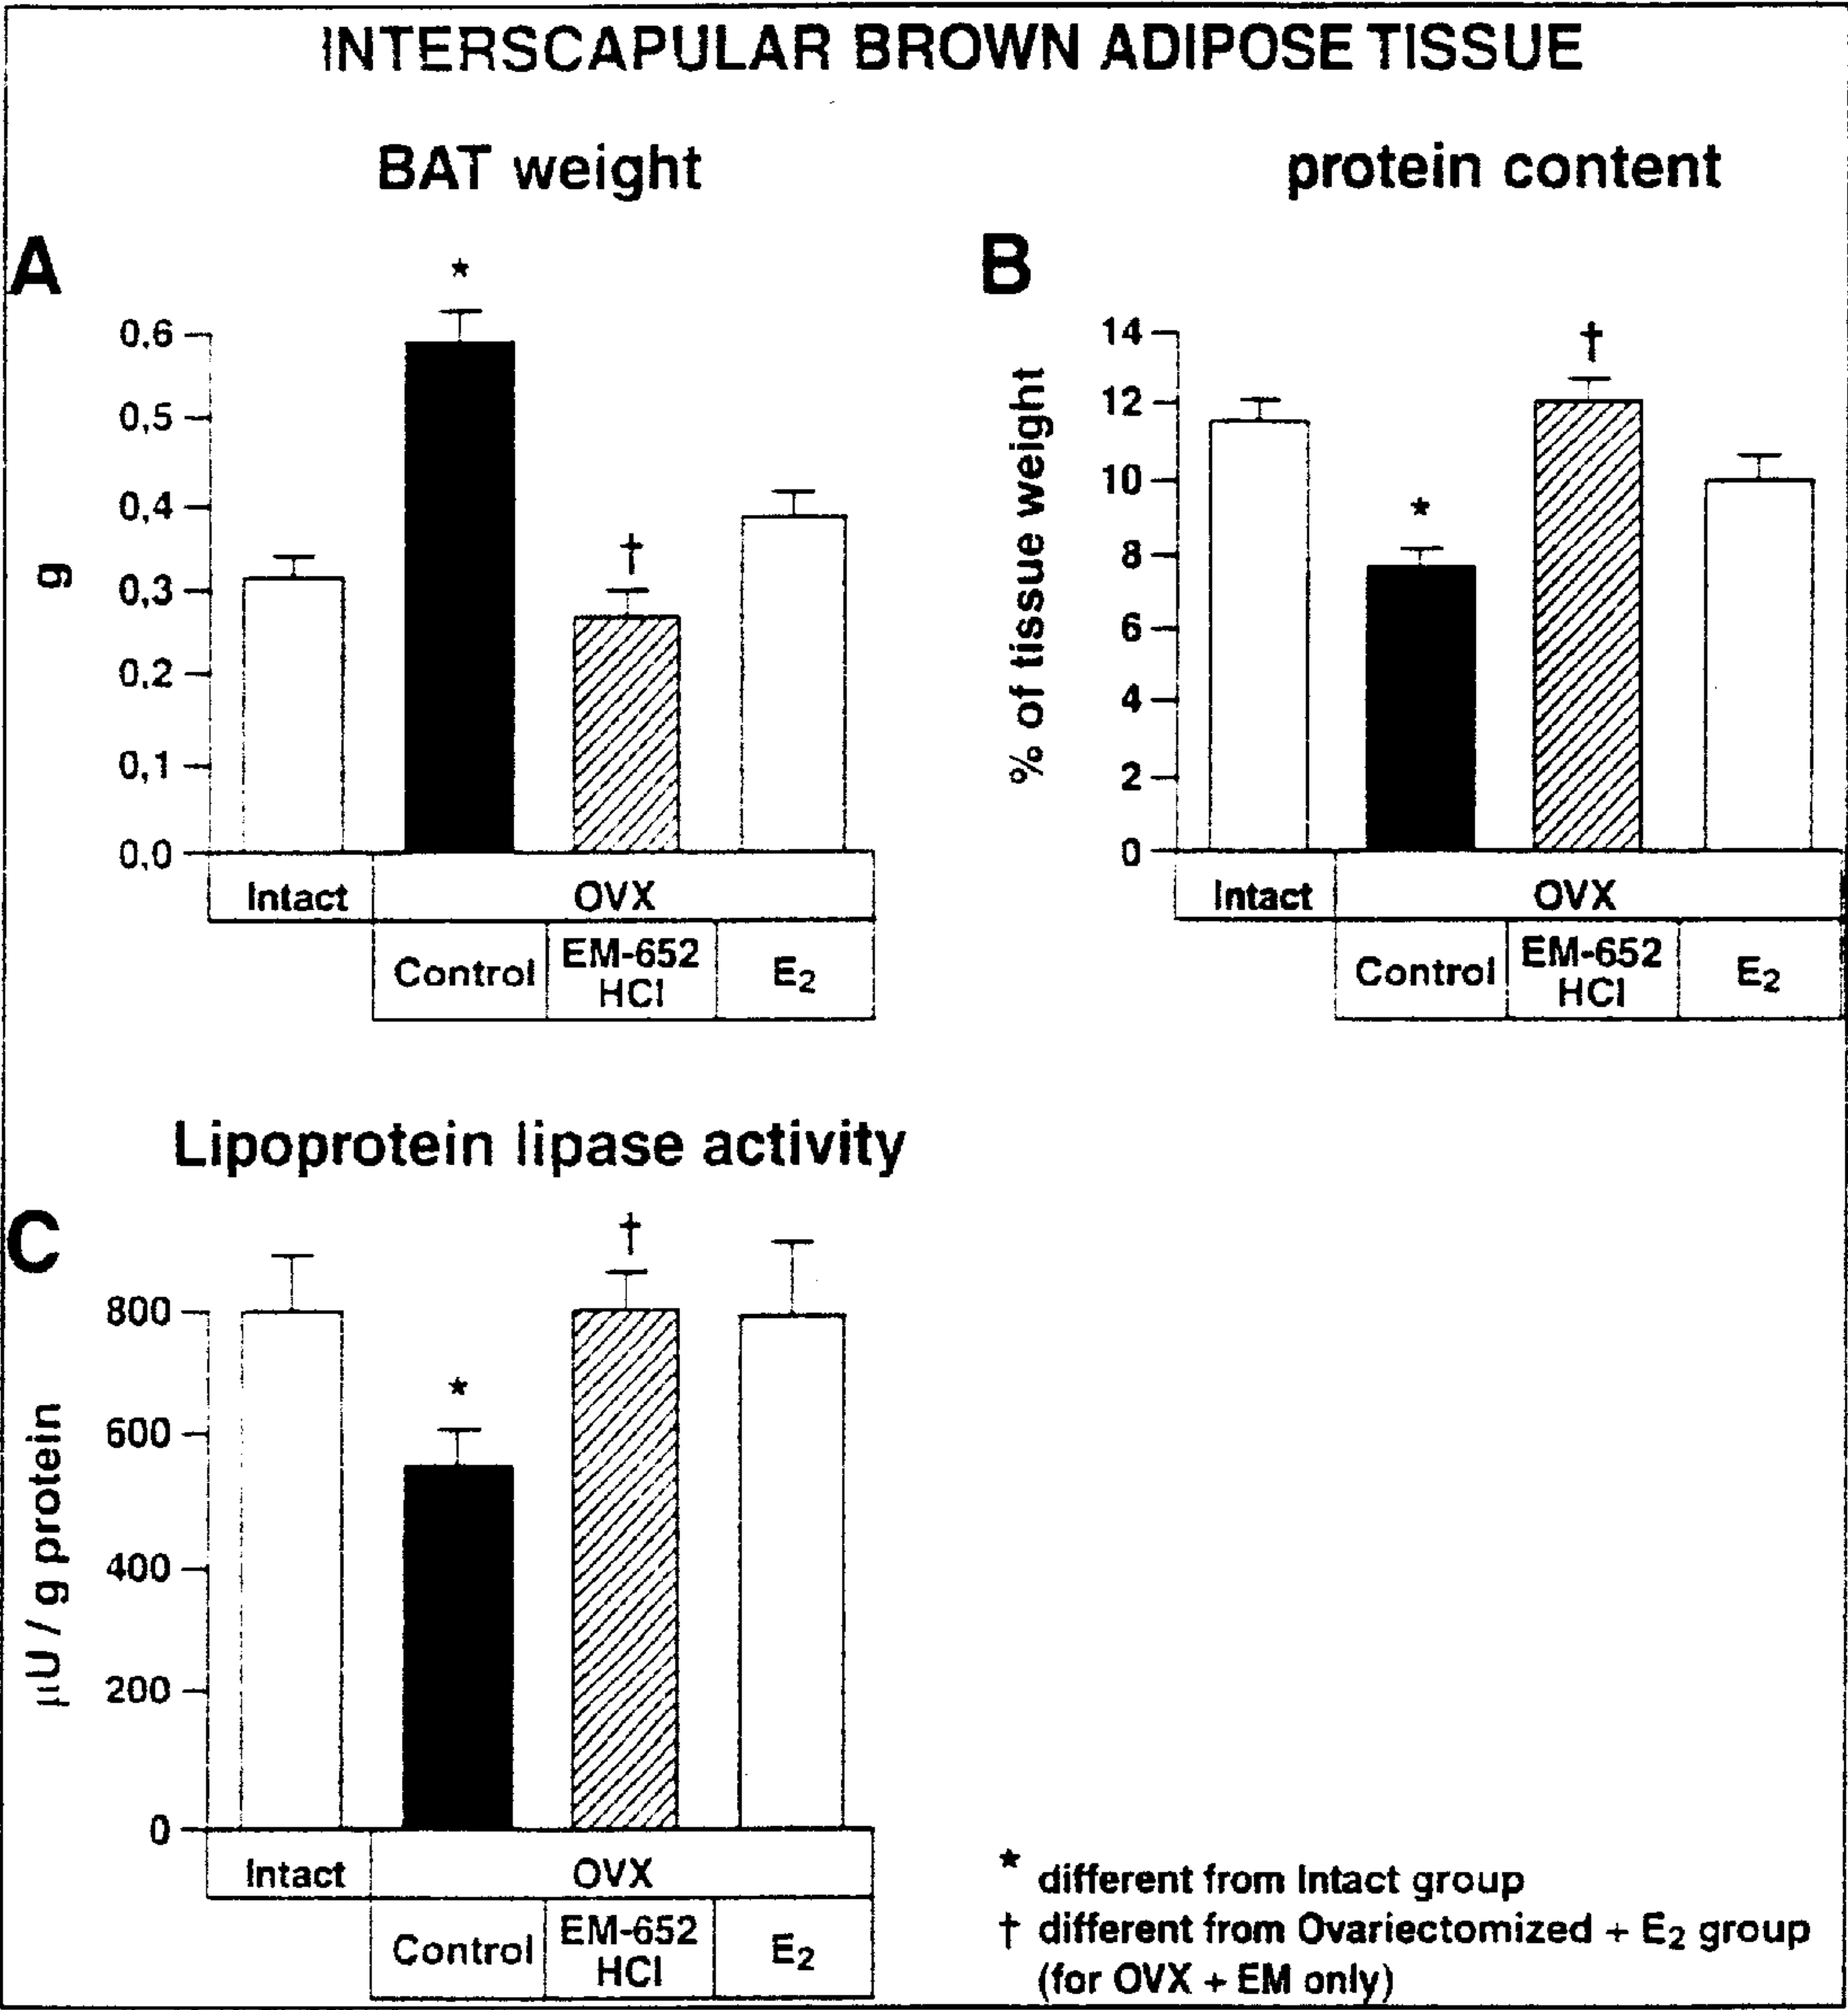 INTERSCAPULAR BROWN ADIPOSE TISSUE
BAT weight
A
*
0,6
0,5
0,4
0,3
0,2
0,1
0,0
g
†
Intact
OVX
Control
EM-652
HCl
E₂
protein content
B
14
12
10
8
6
4
2
0
% of tissue weight
*
†
Intact
OVX
Control
EM-652
HCl
E₂
Lipoprotein lipase activity
C
800
600
400
200
0
μU / g protein
*
†
Intact
OVX
Control
EM-652
HCl
E₂
* different from Intact group
† different from Ovariectomized + E₂ group
(for OVX + EM only)